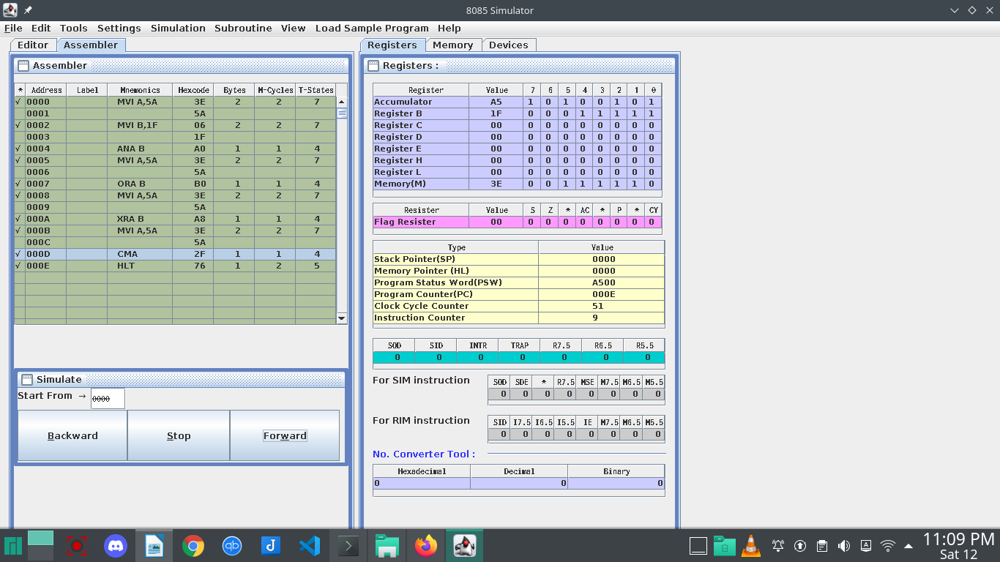 8085 Simulator
File Edit Tools Settings Simulation Subroutine View Load Sample Program Help
Editor Assembler
Assembler
* Address Label Mnemonics Hexcode Bytes M-Cycles T-States
√ 0000 MVI A,5A 3E 2 2 7
0001 5A
√ 0002 MVI B,1F 06 2 2 7
0003 1F
√ 0004 ANA B A0 1 1 4
√ 0005 MVI A,5A 3E 2 2 7
0006 5A
√ 0007 ORA B B0 1 1 4
√ 0008 MVI A,5A 3E 2 2 7
0009 5A
√ 000A XRA B A8 1 1 4
√ 000B MVI A,5A 3E 2 2 7
000C 5A
√ 000D CMA 2F 1 1 4
√ 000E HLT 76 1 2 5
Simulate
Start From → 0000
Backward Stop Forward
Registers Memory Devices
Registers :
Register Value 7 6 5 4 3 2 1 0
Accumulator A5 1 0 1 0 0 1 0 1
Register B 1F 0 0 0 1 1 1 1 1
Register C 00 0 0 0 0 0 0 0 0
Register D 00 0 0 0 0 0 0 0 0
Register E 00 0 0 0 0 0 0 0 0
Register H 00 0 0 0 0 0 0 0 0
Register L 00 0 0 0 0 0 0 0 0
Memory(M) 3E 0 0 1 1 1 1 1 0
Resister Value S Z * AC * P * CY
Flag Resister 00 0 0 0 0 0 0 0 0
Type Value
Stack Pointer(SP) 0000
Memory Pointer (HL) 0000
Program Status Word(PSW) A500
Program Counter(PC) 000E
Clock Cycle Counter 51
Instruction Counter 9
SOD SID INTR TRAP R7.5 R6.5 R5.5
0 0 0 0 0 0 0
For SIM instruction
SOD SDE * R7.5 MSE M7.5 M6.5 M5.5
0 0 0 0 0 0 0 0
For RIM instruction
SID I7.5 I6.5 I5.5 IE M7.5 M6.5 M5.5
0 0 0 0 0 0 0 0
No. Converter Tool :
Hexadecimal Decimal Binary
0 0 0
11:09 PM
Sat 12